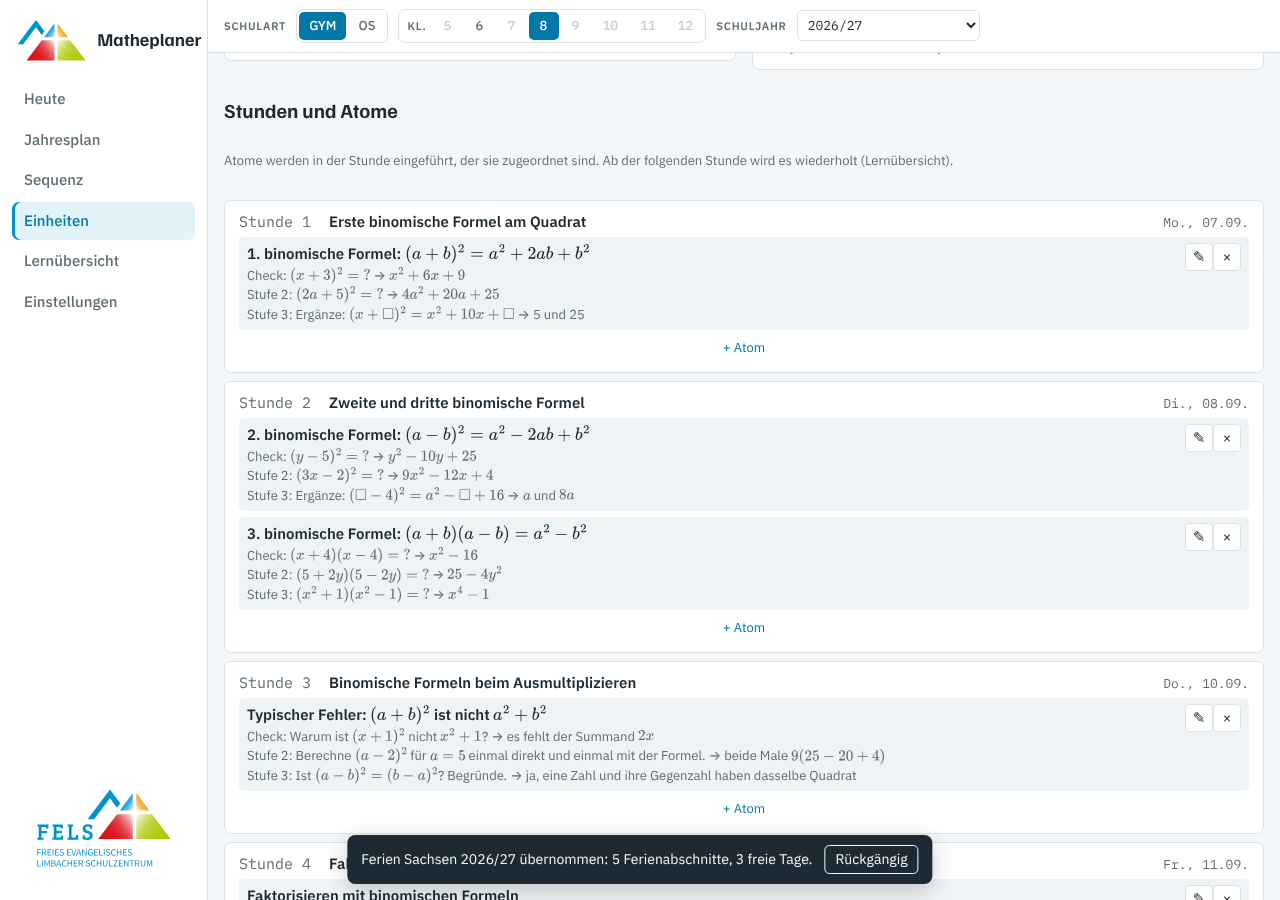 SCHULART GYM OS KL. 5 6 7 8 9 10 11 12 SCHULJAHR 2026/27
Matheplaner
Heute
Jahresplan
Sequenz
Einheiten
Lernübersicht
Einstellungen
FELS
FREIES EVANGELISCHES
LIMBACHER SCHULZENTRUM
Stunden und Atome
Atome werden in der Stunde eingeführt, der sie zugeordnet sind. Ab der folgenden Stunde wird es wiederholt (Lernübersicht).
Stunde 1 Erste binomische Formel am Quadrat Mo., 07.09.
1. binomische Formel: (a + b)² = a² + 2ab + b² ✎ ×
Check: (x + 3)² = ? → x² + 6x + 9
Stufe 2: (2a + 5)² = ? → 4a² + 20a + 25
Stufe 3: Ergänze: (x + □)² = x² + 10x + □ → 5 und 25
+ Atom
Stunde 2 Zweite und dritte binomische Formel Di., 08.09.
2. binomische Formel: (a − b)² = a² − 2ab + b² ✎ ×
Check: (y − 5)² = ? → y² − 10y + 25
Stufe 2: (3x − 2)² = ? → 9x² − 12x + 4
Stufe 3: Ergänze: (□ − 4)² = a² − □ + 16 → a und 8a
3. binomische Formel: (a + b)(a − b) = a² − b² ✎ ×
Check: (x + 4)(x − 4) = ? → x² − 16
Stufe 2: (5 + 2y)(5 − 2y) = ? → 25 − 4y²
Stufe 3: (x² + 1)(x² − 1) = ? → x⁴ − 1
+ Atom
Stunde 3 Binomische Formeln beim Ausmultiplizieren Do., 10.09.
Typischer Fehler: (a + b)² ist nicht a² + b² ✎ ×
Check: Warum ist (x + 1)² nicht x² + 1? → es fehlt der Summand 2x
Stufe 2: Berechne (a − 2)² für a = 5 einmal direkt und einmal mit der Formel. → beide Male 9(25 − 20 + 4)
Stufe 3: Ist (a − b)² = (b − a)²? Begründe. → ja, eine Zahl und ihre Gegenzahl haben dasselbe Quadrat
+ Atom
Stunde 4 Fr., 11.09.
Faktorisieren mit binomischen Formeln ✎ ×
Ferien Sachsen 2026/27 übernommen: 5 Ferienabschnitte, 3 freie Tage. Rückgängig